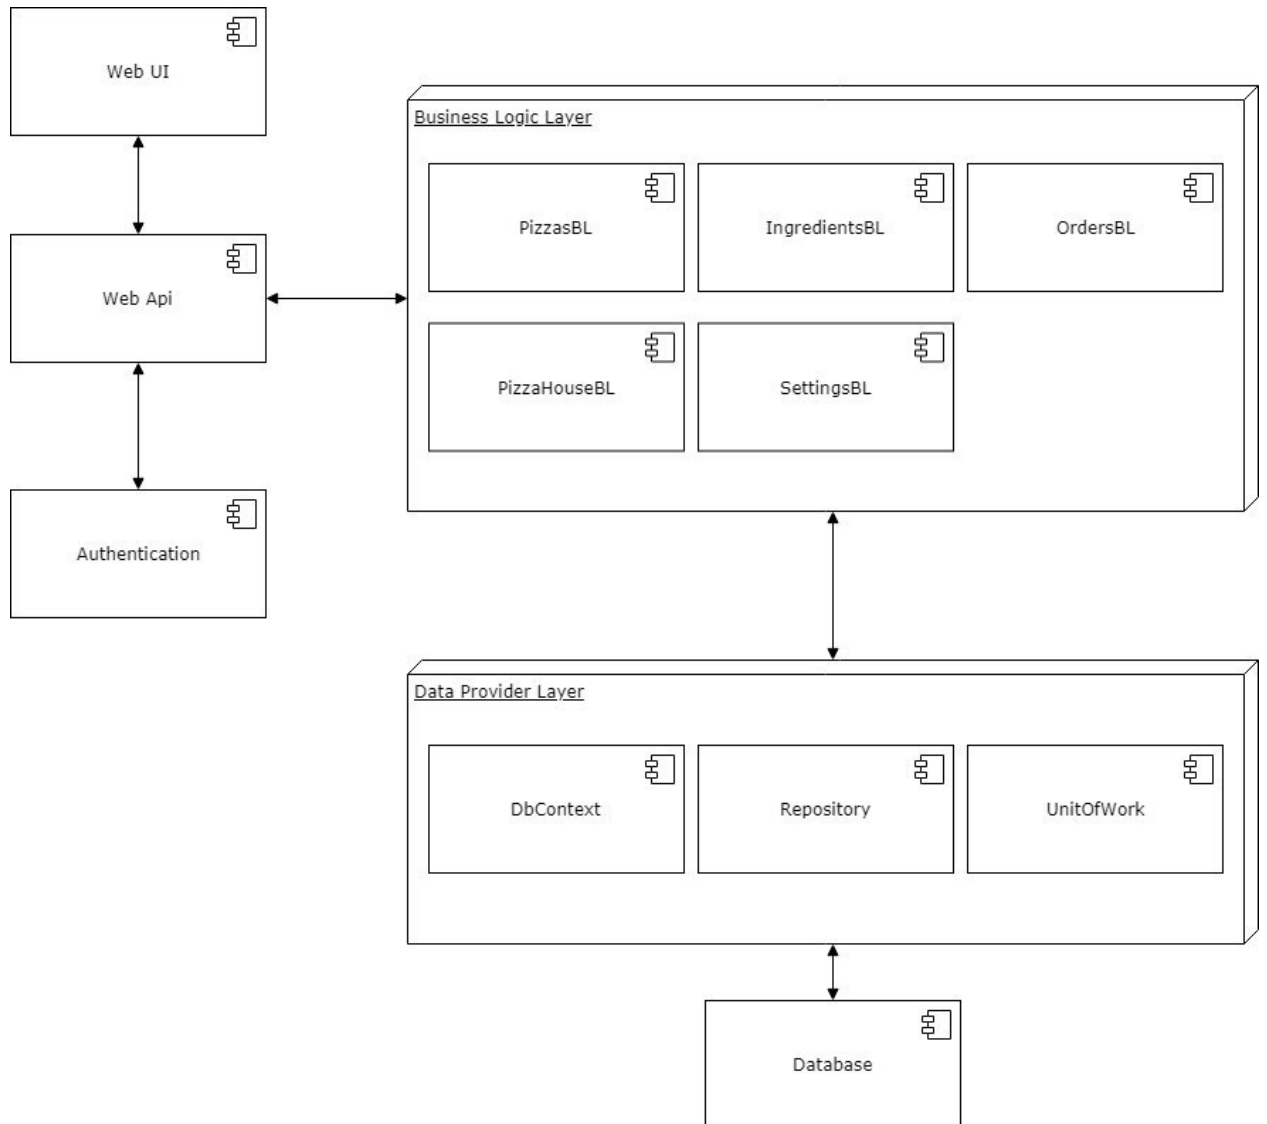 Web UI
Business Logic Layer
PizzasBL
IngredientsBL
OrdersBL
Web Api
PizzaHouseBL
SettingsBL
Authentication
Data Provider Layer
DbContext
Repository
UnitOfWork
Database